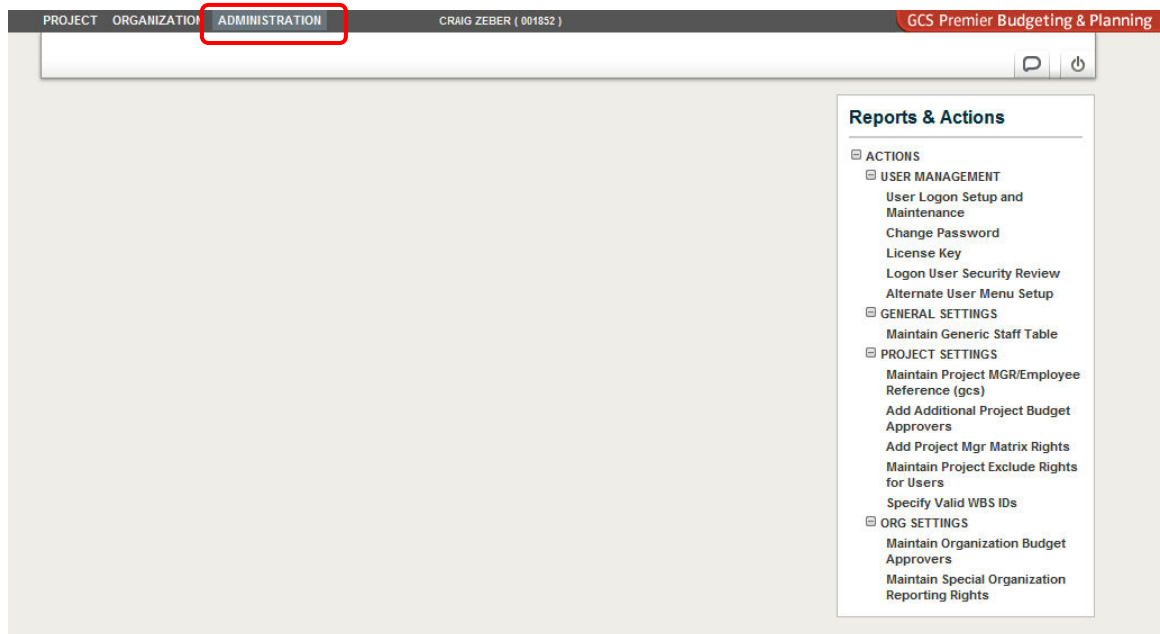 PROJECT ORGANIZATION ADMINISTRATION CRAIG ZEBER ( 001852 ) GCS Premier Budgeting & Planning
Reports & Actions
ACTIONS
USER MANAGEMENT
User Logon Setup and
Maintenance
Change Password
License Key
Logon User Security Review
Alternate User Menu Setup
GENERAL SETTINGS
Maintain Generic Staff Table
PROJECT SETTINGS
Maintain Project MGR/Employee
Reference (gcs)
Add Additional Project Budget
Approvers
Add Project Mgr Matrix Rights
Maintain Project Exclude Rights
for Users
Specify Valid WBS IDs
ORG SETTINGS
Maintain Organization Budget
Approvers
Maintain Special Organization
Reporting Rights